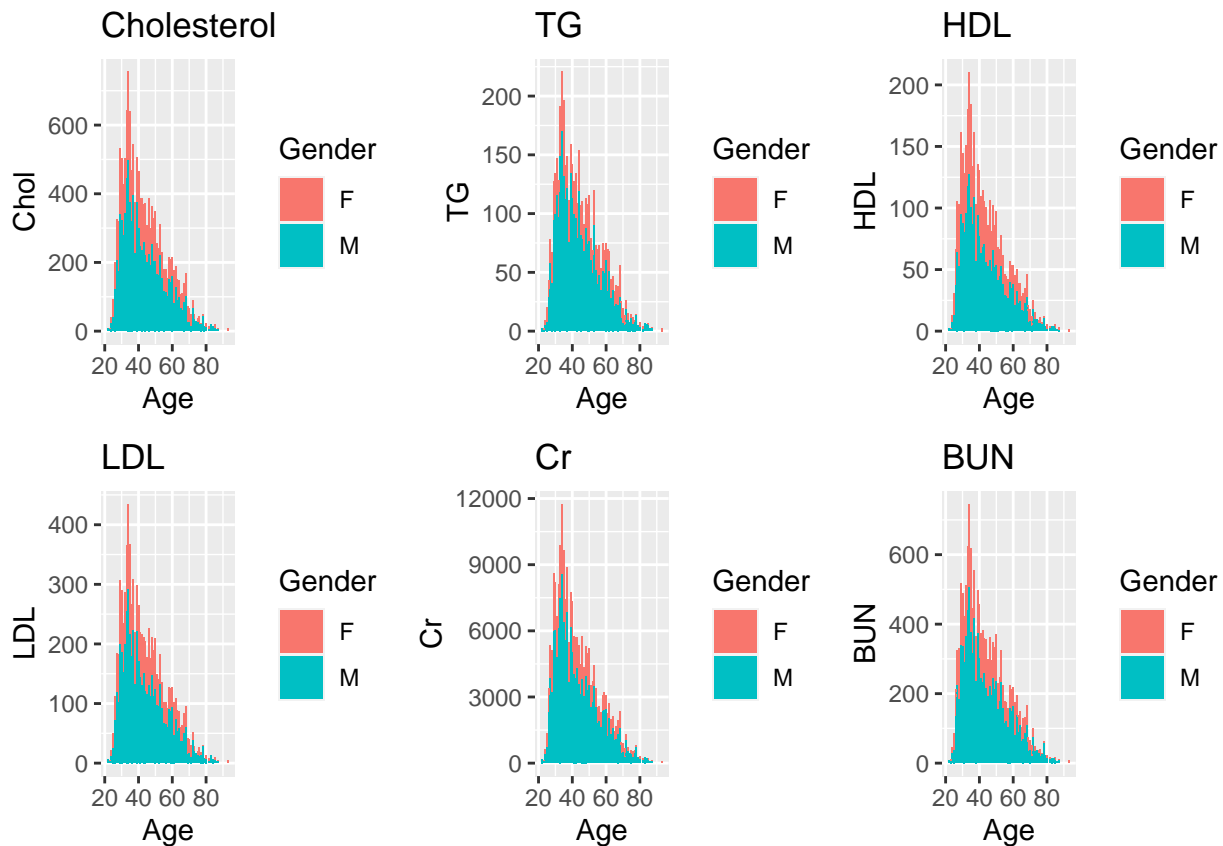 Cholesterol
Chol
600
400
200
0
20 40 60 80
Age
Gender
F
M
TG
TG
200
150
100
50
0
20 40 60 80
Age
Gender
F
M
HDL
HDL
200
150
100
50
0
20 40 60 80
Age
Gender
F
M
LDL
LDL
400
300
200
100
0
20 40 60 80
Age
Gender
F
M
Cr
Cr
12000
9000
6000
3000
0
20 40 60 80
Age
Gender
F
M
BUN
BUN
600
400
200
0
20 40 60 80
Age
Gender
F
M